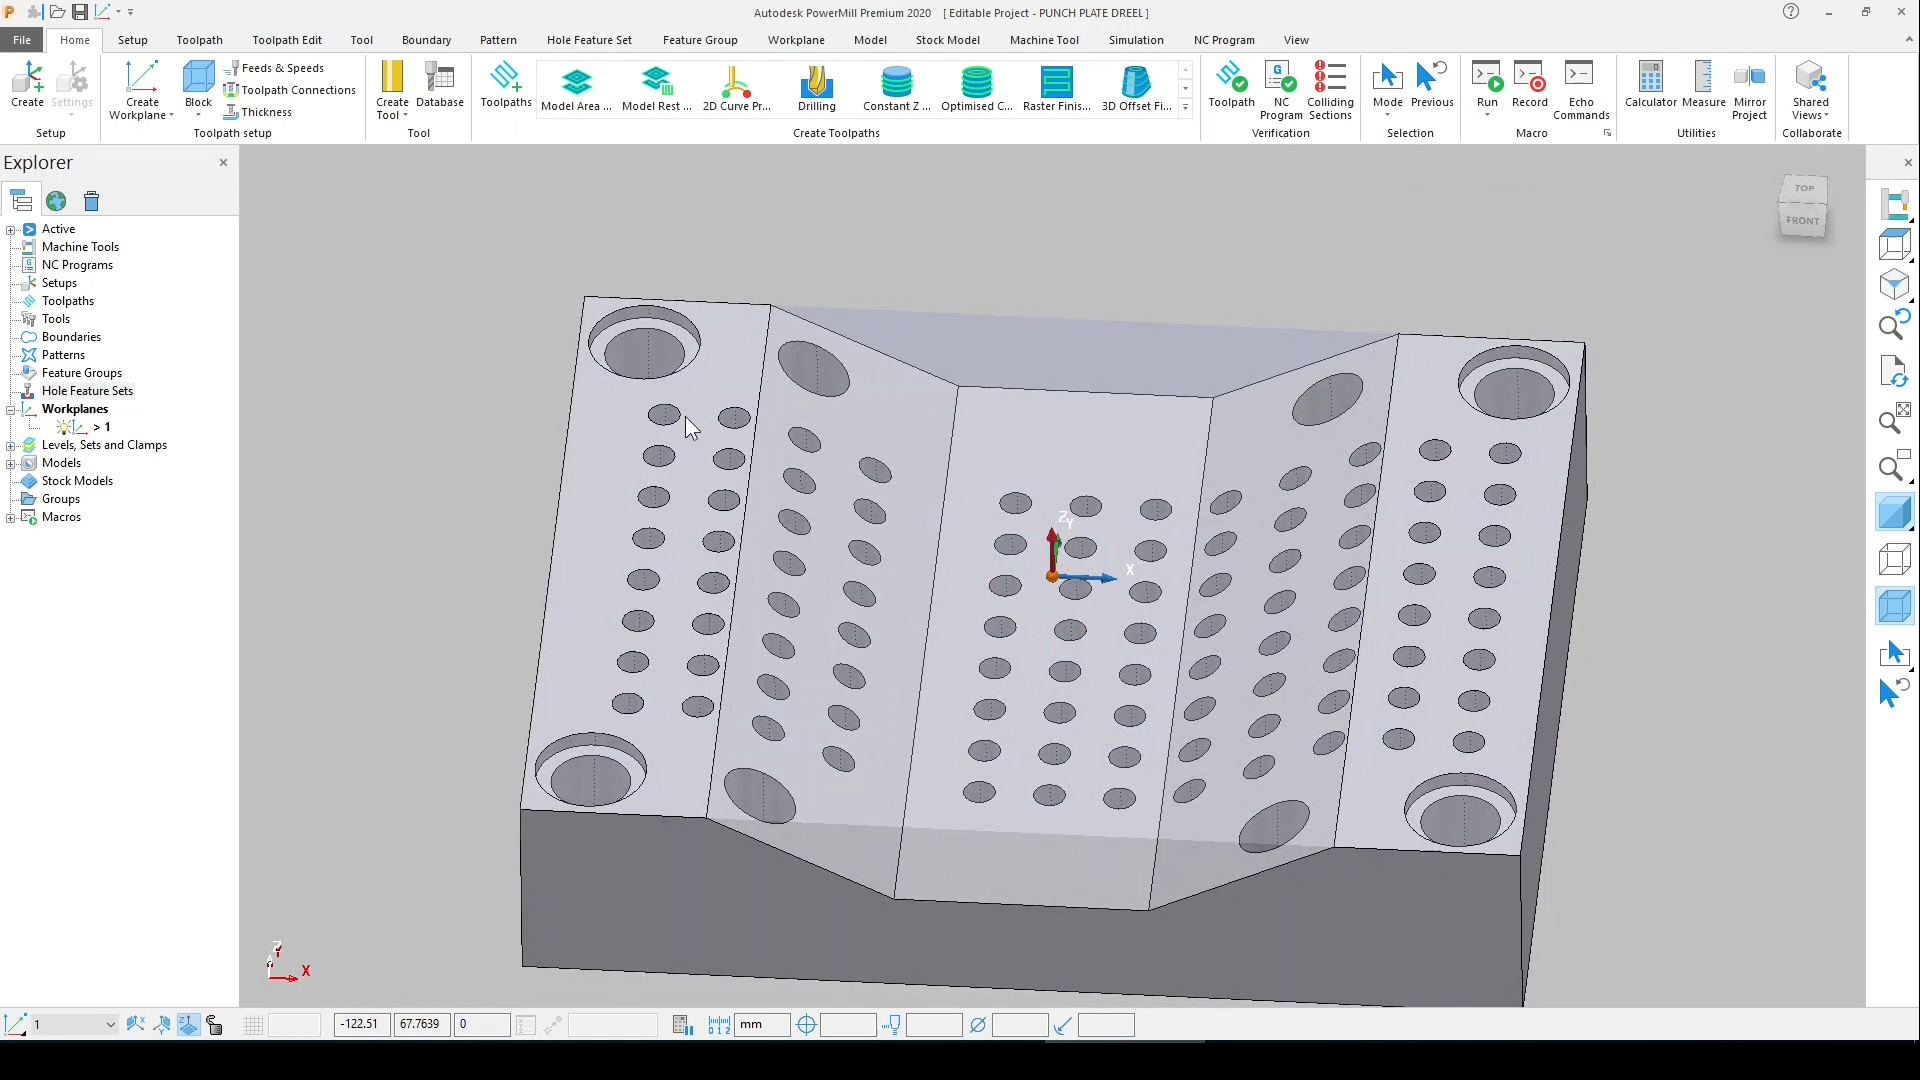 Autodesk PowerMill Premium 2020 [ Editable Project - PUNCH PLATE DREEL ]
File Home Setup Toolpath Toolpath Edit Tool Boundary Pattern Hole Feature Set Feature Group Workplane Model Stock Model Machine Tool Simulation NC Program View
Create
Settings
Setup
Create Workplane
Block
Feeds & Speeds
Toolpath Connections
Thickness
Toolpath setup
Create Tool
Database
Tool
Toolpaths
Model Area ...
Model Rest ...
2D Curve Pr...
Drilling
Constant Z ...
Optimised C...
Raster Finis...
3D Offset Fi...
Create Toolpaths
Toolpath
NC Program
Colliding Sections
Verification
Mode
Previous
Selection
Run
Record
Echo Commands
Macro
Calculator
Measure
Mirror Project
Utilities
Shared Views
Collaborate
Explorer
Active
Machine Tools
NC Programs
Setups
Toolpaths
Tools
Boundaries
Patterns
Feature Groups
Hole Feature Sets
Workplanes
> 1
Levels, Sets and Clamps
Models
Stock Models
Groups
Macros
TOP
FRONT
Z
Y
X
Z
X
1
-122.51
67.7639
0
mm